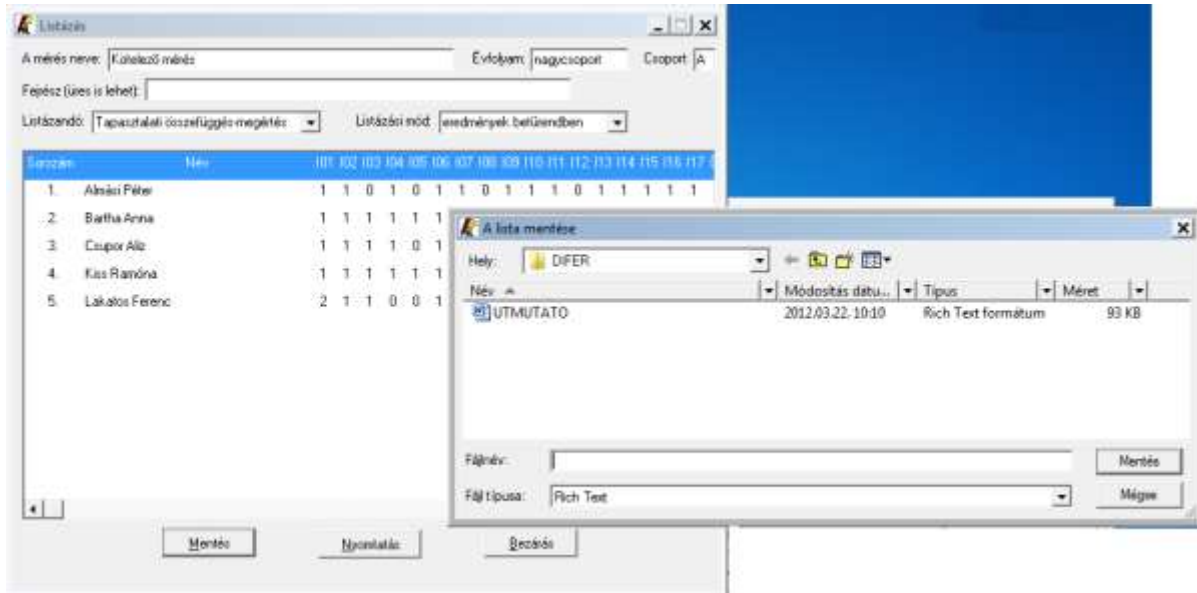 Listázás
A mérés neve: Kötelező mérés Évfolyam: nagycsoport Csoport: A
Fejrész (üres is lehet):
Listázandó: Tapasztalati összefüggés-megértés Listázási mód: eredmények betűrendben
Sorszám Név I01 I02 I03 I04 I05 I06 I07 I08 I09 I10 I11 I12 I13 I14 I15 I16 I17
1. Almási Péter 1 1 0 1 0 1 1 0 1 1 1 0 1 1 1 1 1
2. Bartha Anna 1 1 1 1 1 1
3. Csupor Aliz 1 1 1 1 0 1
4. Kiss Ramóna 1 1 1 1 1 1
5. Lakatos Ferenc 2 1 1 0 0 1
Mentés Nyomtatás Bezárás
A lista mentése
Hely: DIFER
Név Módosítás dátu... Típus Méret
UTMUTATO 2012.03.22. 10:10 Rich Text formátum 93 KB
Fájlnév: Mentés
Fájl típusa: Rich Text Mégse